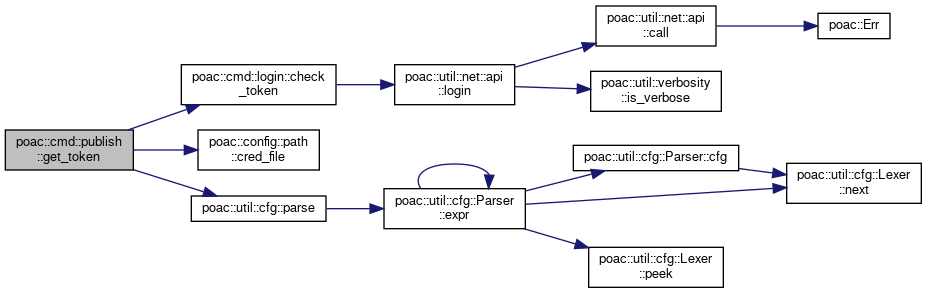 poac::cmd::publish
::get_token
poac::cmd::login::check
_token
poac::config::path
::cred_file
poac::util::cfg::parse
poac::util::net::api
::login
poac::util::cfg::Parser
::expr
poac::util::net::api
::call
poac::util::verbosity
::is_verbose
poac::util::cfg::Parser::cfg
poac::util::cfg::Lexer
::peek
poac::Err
poac::util::cfg::Lexer
::next